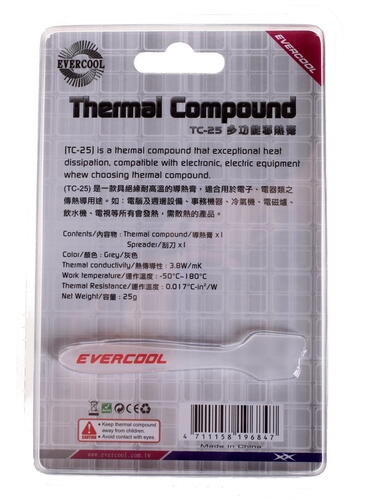 EVERCOOL
EVERCOOL
Thermal Compound
TC-25 多功能導熱膏
(TC-25) is a thermal compound that exceptional heat
dissipation, compatible with electronic, electric equipment
whew choosing thermal compound.
(TC-25) 是一款具絕緣耐高溫的導熱膏，適合用於電子、電器類之
傳熱導用途。如：電腦及週邊設備、事務機器、冷氣機、電磁爐、
飲水機、電視等所有會發熱，需散熱的產品。
Contents/內容物：Thermal compound/導熱膏 x1
Spreader/刮刀 x1
Color/顏色：Grey/灰色
Thermal conductivity/熱傳導性：3.8W/mK
Work temperature/運作溫度：-50°C~180°C
Thermal Resistance/運作溫度：0.017°C-in²/W
Net Weight/容量：25g
EVERCOOL
Keep thermal compound
away from children.
Avoid contact with eyes.
4 711158 196847
www.evercool.com.tw
Made in China